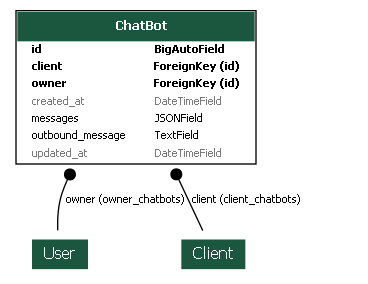 ChatBot
id BigAutoField
client ForeignKey (id)
owner ForeignKey (id)
created_at DateTimeField
messages JSONField
outbound_message TextField
updated_at DateTimeField
owner (owner_chatbots) client (client_chatbots)
User Client